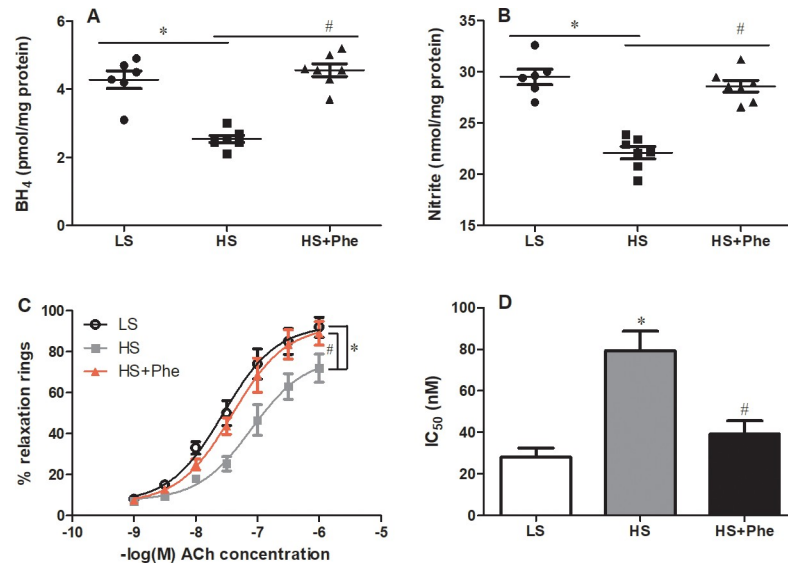 A
*
#
BH4 (pmol/mg protein)
6
4
2
0
LS
HS
HS+Phe
B
*
#
Nitrite (nmol/mg protein)
35
30
25
20
15
LS
HS
HS+Phe
C
LS
HS
HS+Phe
#
*
% relaxation rings
100
80
60
40
20
0
-10
-9
-8
-7
-6
-5
-log(M) ACh concentration
D
*
#
IC50 (nM)
100
80
60
40
20
0
LS
HS
HS+Phe